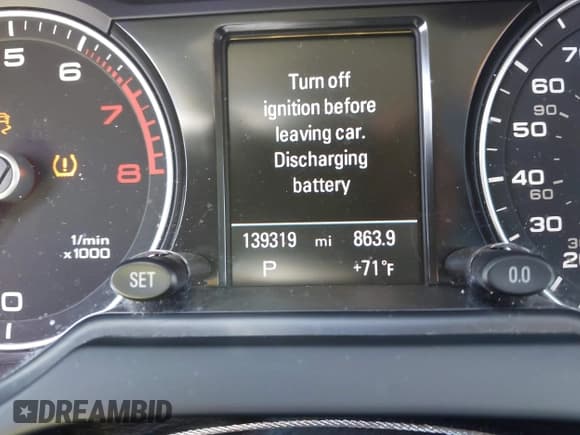 5 6 7 8
1/min
x1000
0
SET
Turn off
ignition before
leaving car.
Discharging
battery
139319 mi 863.9
P +71°F
0.0
70
60
90
50
40
60
30
30
20
DREAMBID